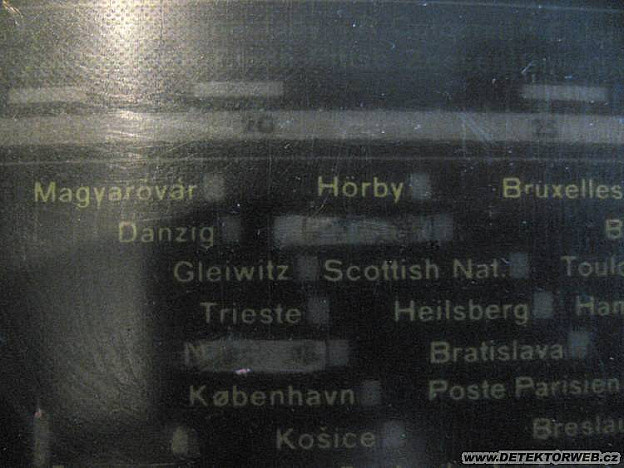 20 25
Magyaróvár Hörby Bruxelles
Danzig B
Gleiwitz Scottish Nat. Toulo
Trieste Heilsberg Ham
Bratislava
København Poste Parisien
Košice Breslau
www.DETEKTORWEB.cz